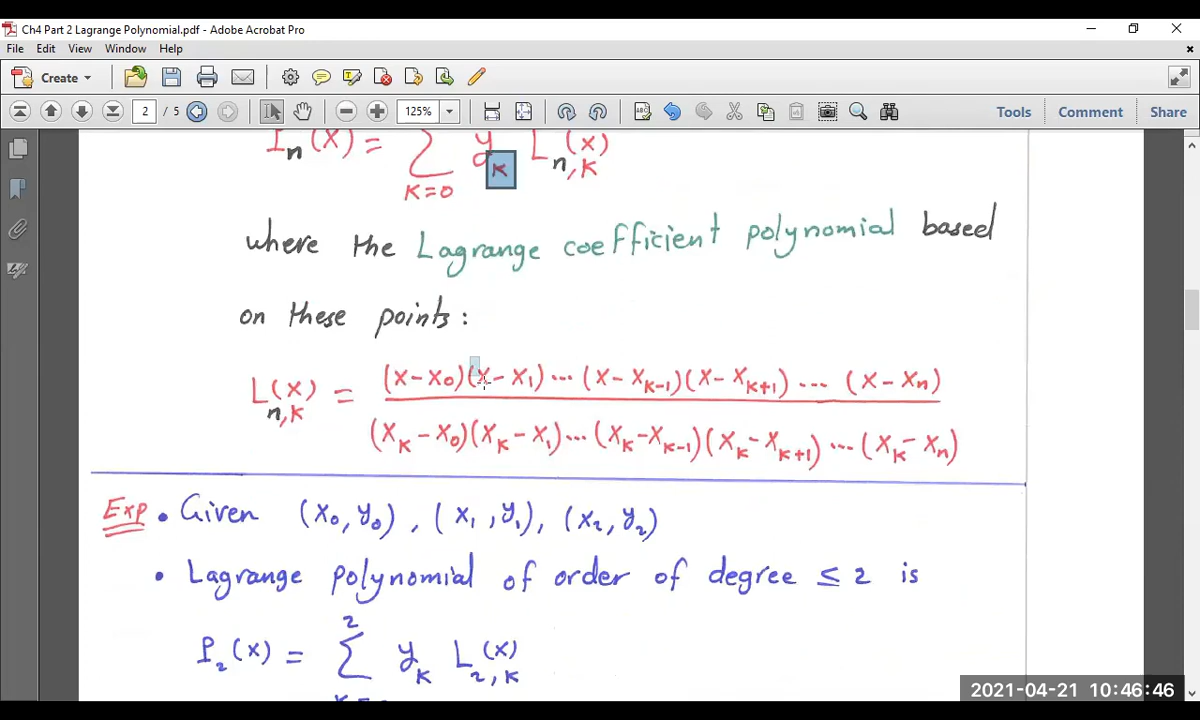 Ch4 Part 2 Lagrange Polynomial.pdf - Adobe Acrobat Pro
File Edit View Window Help
Create
2 / 5 125% Tools Comment Share
P_n(x) = ∑_{k=0} y_k L_{n,k}(x)
where the Lagrange coefficient polynomial based
on these points:
L_{n,k}(x) = (x-x_0)(x-x_1)...(x-x_{k-1})(x-x_{k+1})...(x-x_n)
(x_k-x_0)(x_k-x_1)...(x_k-x_{k-1})(x_k-x_{k+1})...(x_k-x_n)
Exp • Given (x_0, y_0), (x_1, y_1), (x_2, y_2)
• Lagrange polynomial of order of degree ≤ 2 is
P_2(x) = ∑^2 y_k L_{2,k}(x)
k=
2021-04-21 10:46:46